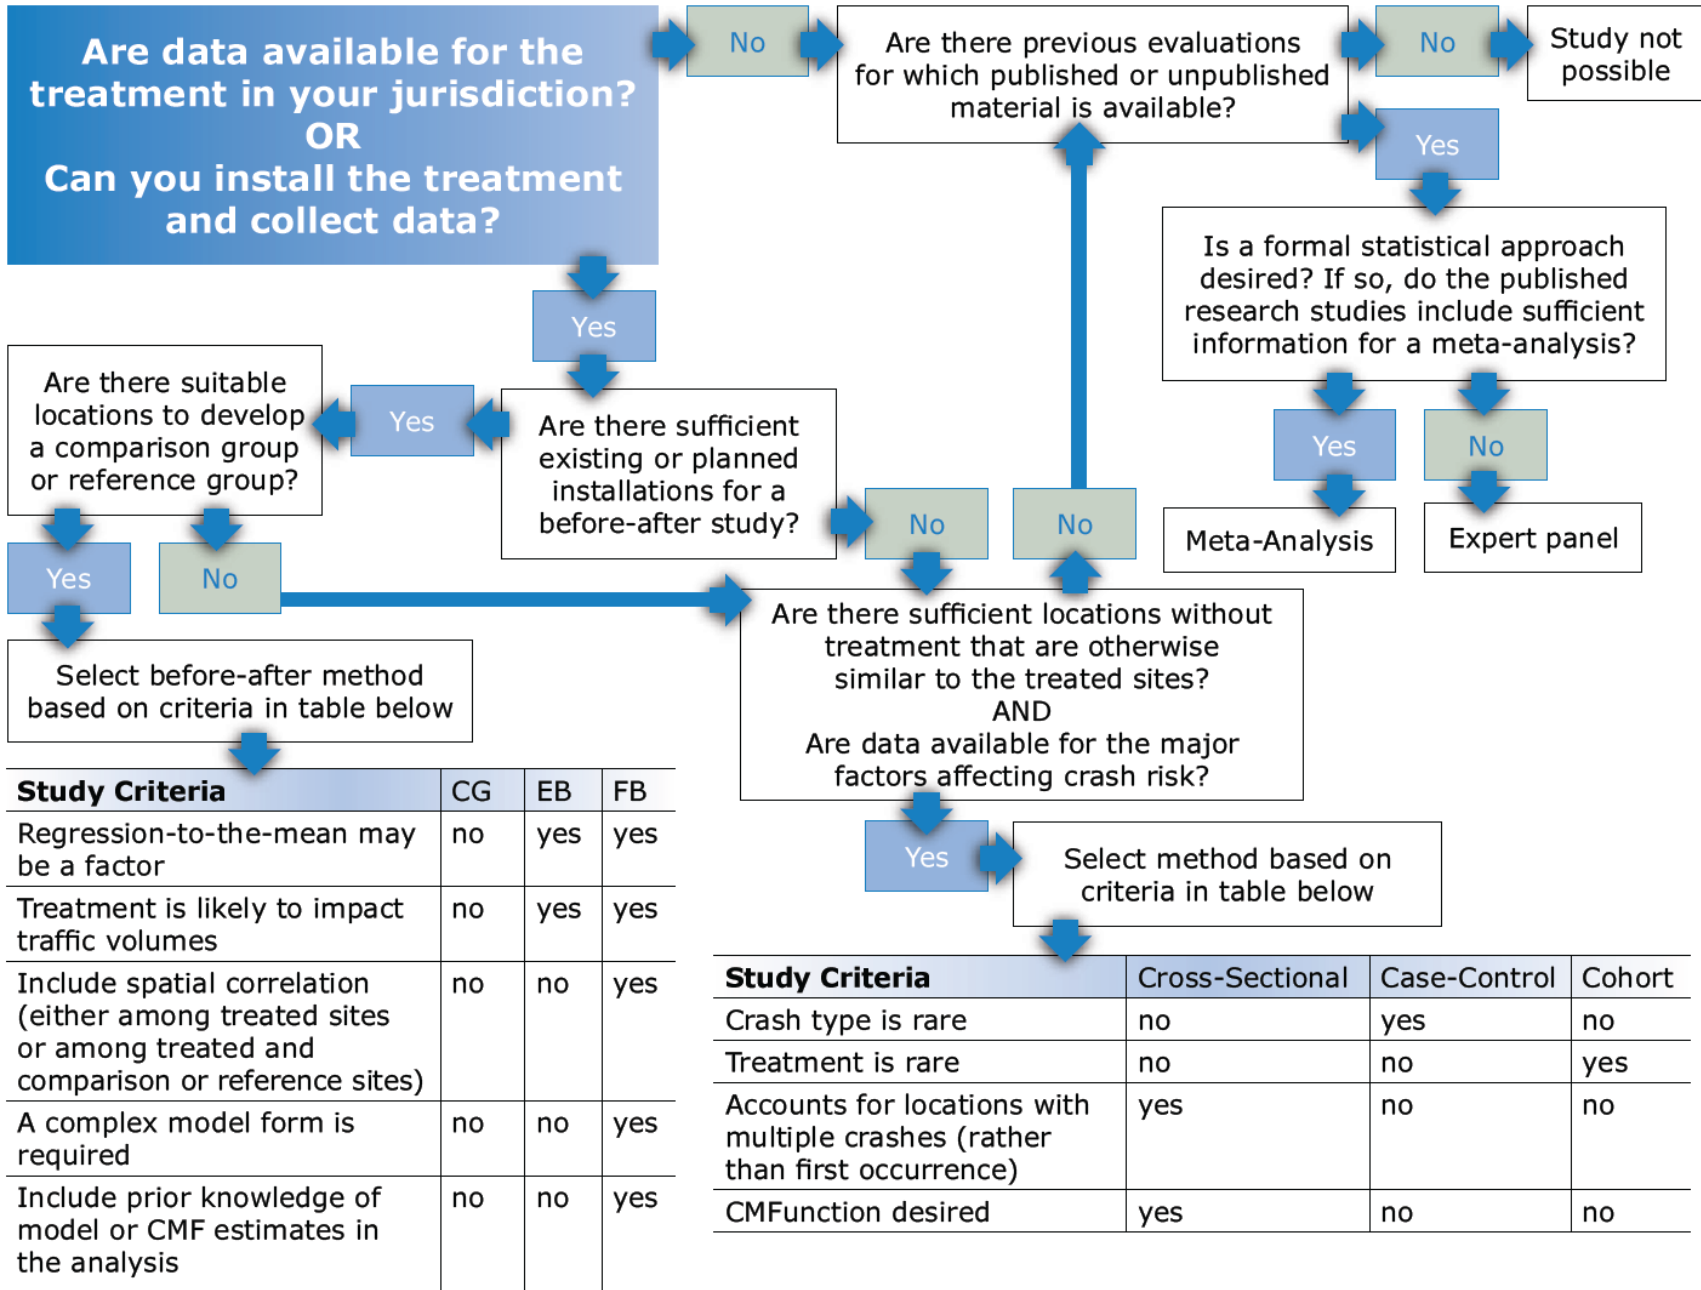 Are data available for the
treatment in your jurisdiction?
OR
Can you install the treatment
and collect data?
No
Are there previous evaluations
for which published or unpublished
material is available?
No
Study not
possible
Yes
Is a formal statistical approach
desired? If so, do the published
research studies include sufficient
information for a meta-analysis?
Yes
No
Meta-Analysis
Expert panel
Yes
Are there sufficient
existing or planned
installations for a
before-after study?
Yes
Are there suitable
locations to develop
a comparison group
or reference group?
No
No
Yes
No
Are there sufficient locations without
treatment that are otherwise
similar to the treated sites?
AND
Are data available for the major
factors affecting crash risk?
Select before-after method
based on criteria in table below
Study Criteria CG EB FB
Regression-to-the-mean may no yes yes
be a factor
Treatment is likely to impact no yes yes
traffic volumes
Include spatial correlation no no yes
(either among treated sites
or among treated and
comparison or reference sites)
A complex model form is no no yes
required
Include prior knowledge of no no yes
model or CMF estimates in
the analysis
Yes
Select method based on
criteria in table below
Study Criteria Cross-Sectional Case-Control Cohort
Crash type is rare no yes no
Treatment is rare no no yes
Accounts for locations with yes no no
multiple crashes (rather
than first occurrence)
CMFunction desired yes no no